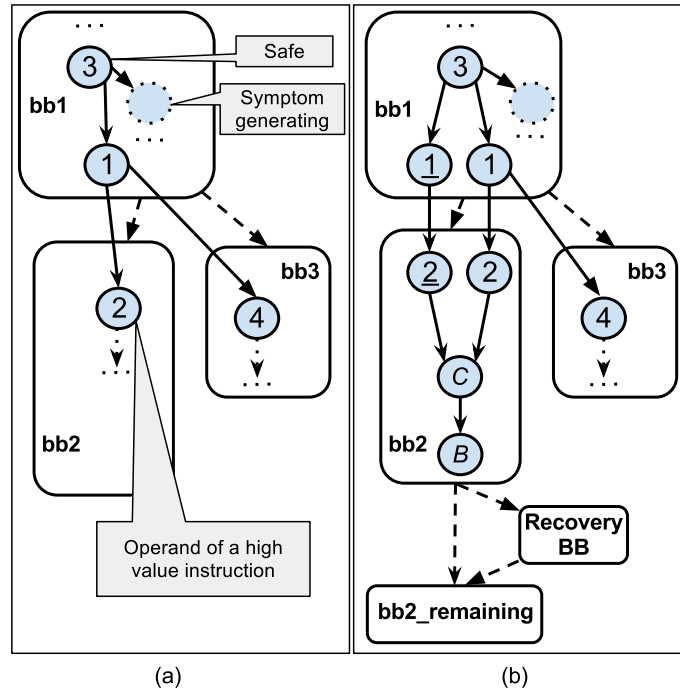 ...
3
Safe
bb1
Symptom
generating
...
1
bb3
2
4
...
...
bb2
Operand of a high
value instruction
(a)
...
3
bb1
...
1
1
bb3
2
2
4
C
...
bb2
B
Recovery
BB
bb2_remaining
(b)